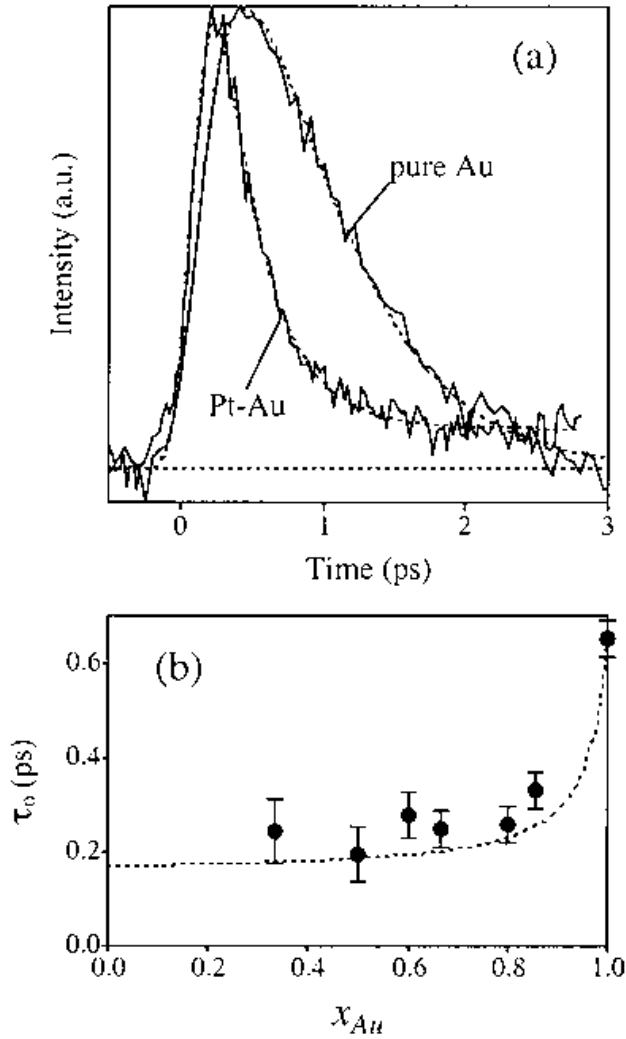 (a)
pure Au
Pt-Au
Intensity (a.u.)
0 1 2 3
Time (ps)
(b)
0.6
0.4
0.2
0.0
τ₀ (ps)
0.0 0.2 0.4 0.6 0.8 1.0
x_Au